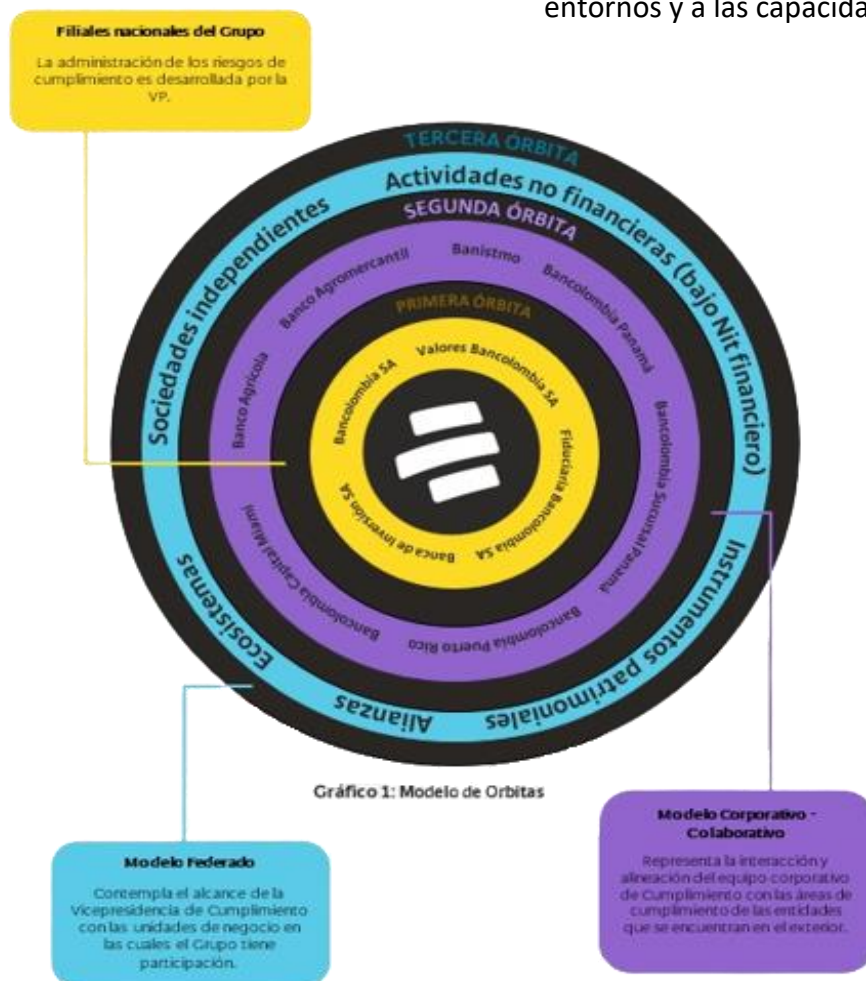 entornos y a las capacida
Filiales nacionales del Grupo
La administración de los riesgos de
cumplimiento es desarrollada por la
VP.
TERCERA ÓRBITA
Sociedades independientes
Actividades no financieras (bajo Nit financiero)
Instrumentos patrimoniales
Alianzas
Ecosistemas
SEGUNDA ÓRBITA
Banco Agrícola
Banco Agromercantil
Banistmo
Bancolombia Panamá
Bancolombia Sucursal Panamá
Bancolombia Puerto Rico
Bancolombia Capital Miami
PRIMERA ÓRBITA
Bancolombia SA
Valores Bancolombia SA
Fiduciaria Bancolombia SA
Banca de Inversión SA
Gráfico 1: Modelo de Orbitas
Modelo Federado
Contempla el alcance de la
Vicepresidencia de Cumplimiento
con las unidades de negocio en
las cuales el Grupo tiene
participación.
Modelo Corporativo -
Colaborativo
Representa la interacción y
alineación del equipo corporativo
de Cumplimiento con las áreas de
cumplimiento de las entidades
que se encuentran en el exterior.